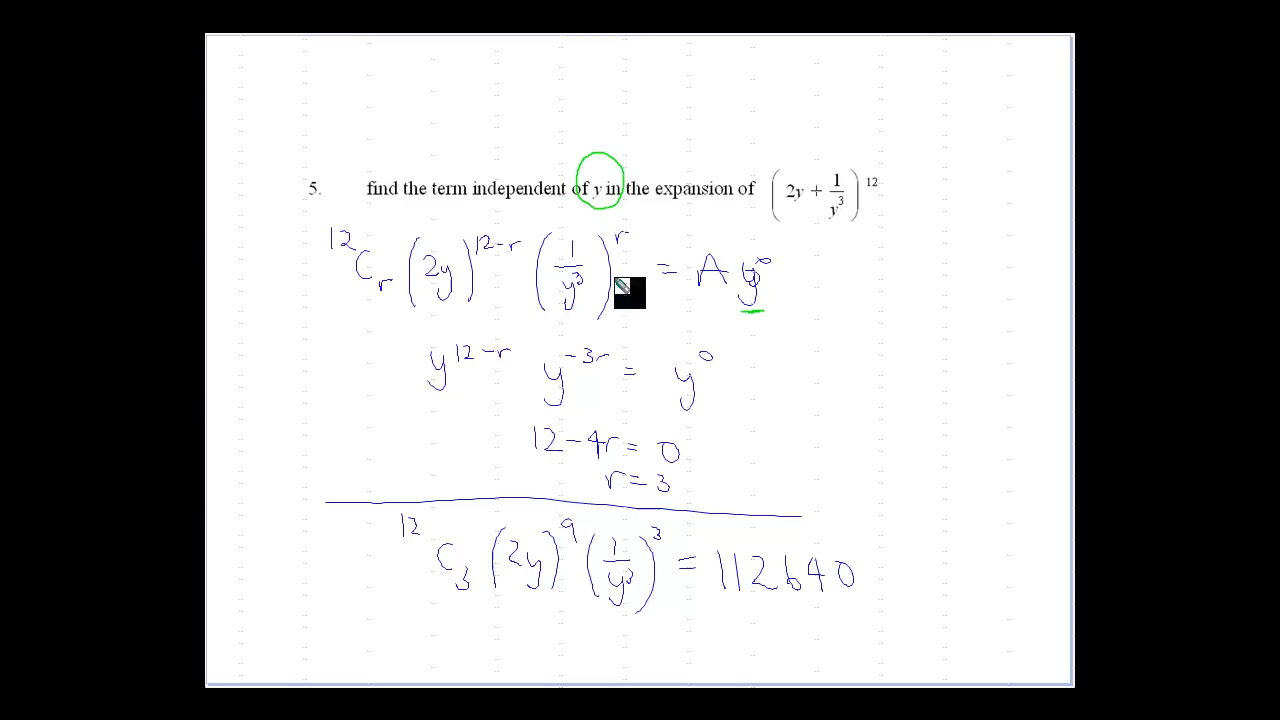 5. find the term independent of y in the expansion of (2y + 1/y³)¹²
¹²Cᵣ (2y)¹²⁻ʳ (1/y³)ʳ = A y⁰
y¹²⁻ʳ y⁻³ʳ = y⁰
12 - 4r = 0
r = 3
¹²C₃ (2y)⁹ (1/y³)³ = 112640